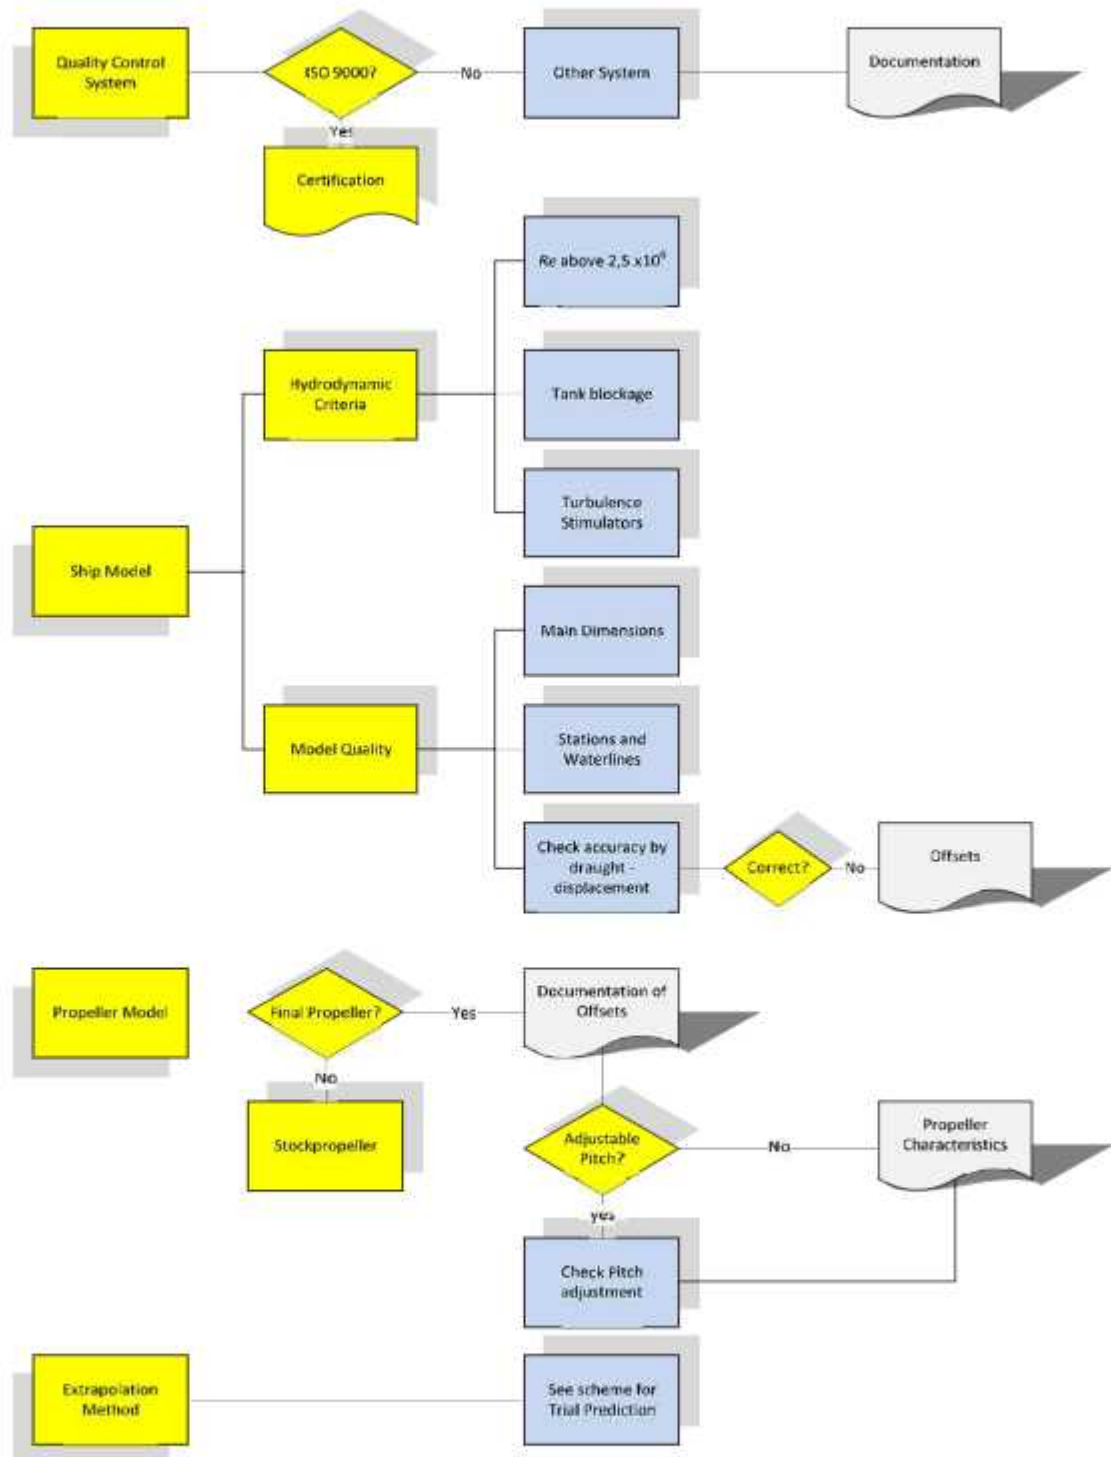 Quality Control
System
ISO 9000?
No
Other System
Documentation
Yes
Certification
Re above 2,5 x10⁶
Hydrodynamic
Criteria
Tank blockage
Turbulence
Stimulators
Ship Model
Main Dimensions
Model Quality
Stations and
Waterlines
Check accuracy by
draught -
displacement
Correct?
No
Offsets
Propeller Model
Final Propeller?
Yes
Documentation of
Offsets
No
Stockpropeller
Adjustable
Pitch?
No
Propeller
Characteristics
yes
Check Pitch
adjustment
Extrapolation
Method
See scheme for
Trial Prediction